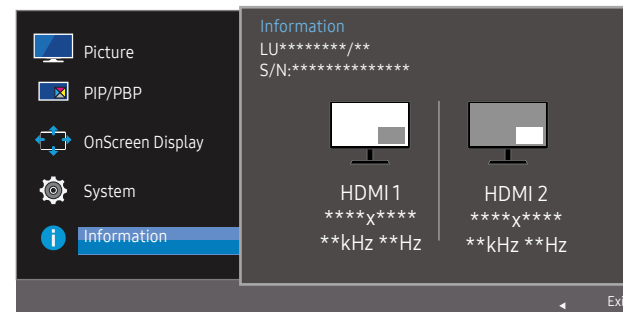 Picture
PIP/PBP
OnScreen Display
System
Information
Information
LU********/**
S/N:**************
HDMI 1
****x****
**kHz **Hz
HDMI 2
****x****
**kHz **Hz
Exi